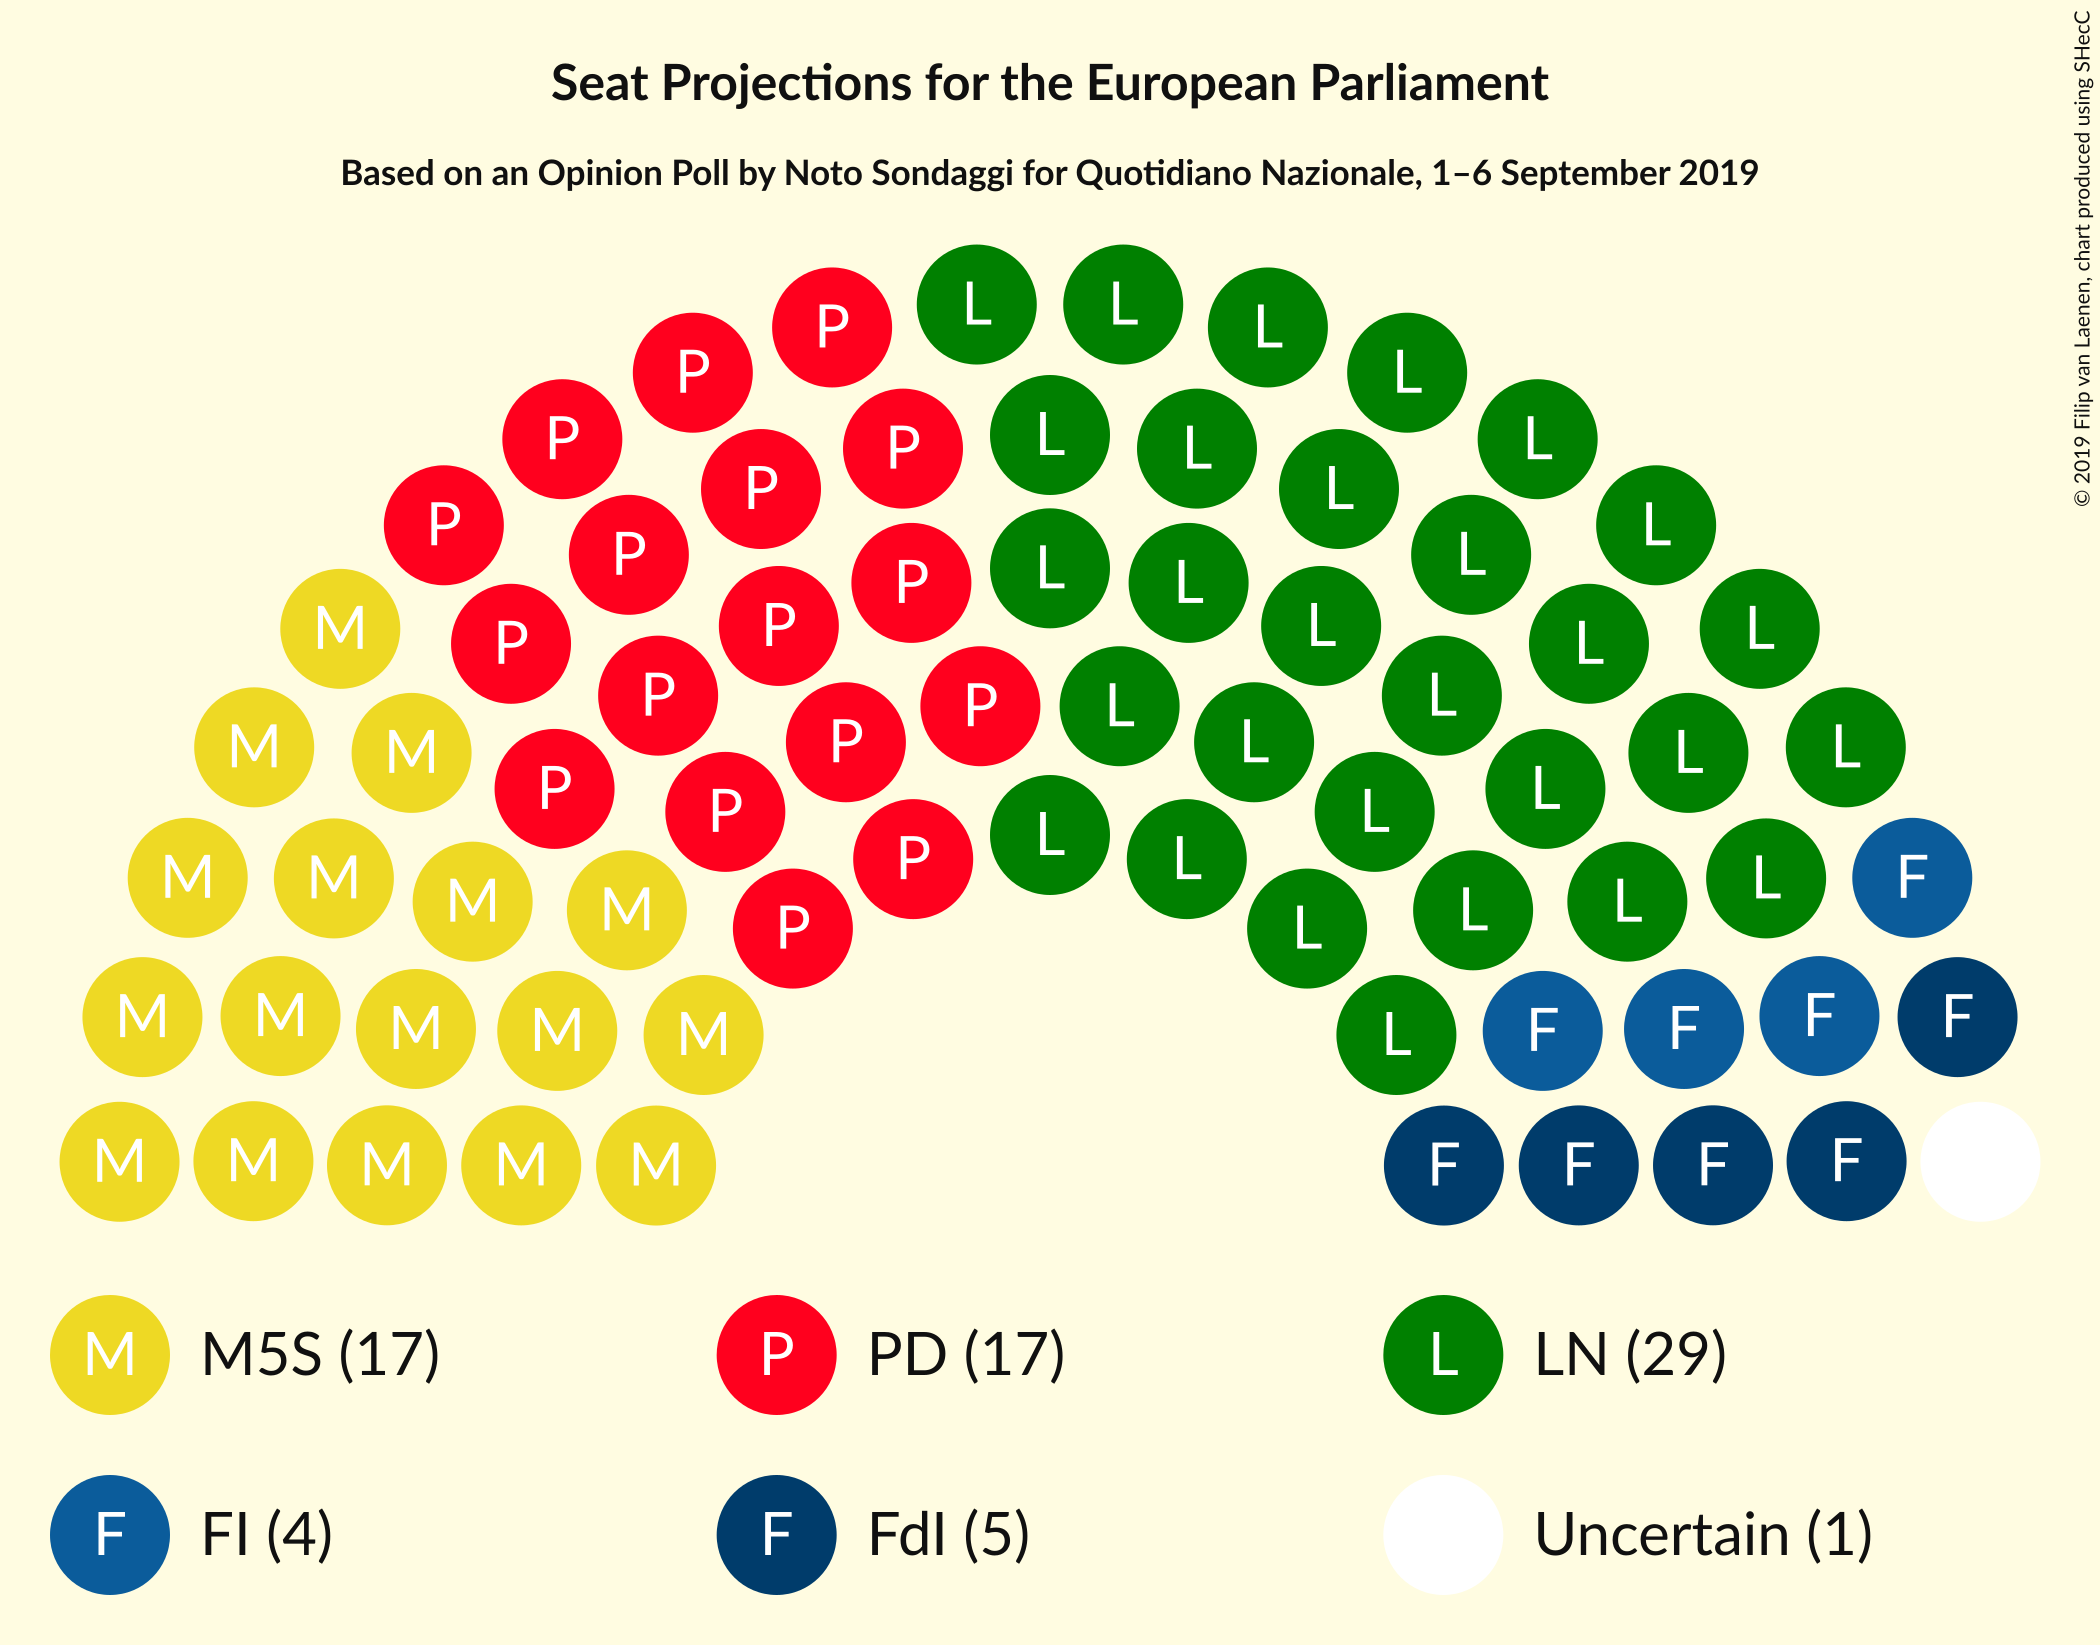 Seat Projections for the European Parliament
Based on an Opinion Poll by Noto Sondaggi for Quotidiano Nazionale, 1–6 September 2019
© 2019 Filip van Laenen, chart produced using SHecC
L L
P L
P L
L
P P L
P L
P L
P L
P L
P L
P L
M L
P L
P L
P P L
M L
P L
M L
P L
P L
P L
M M L F
M L
M L
P L
M M F F
M F
M F
M L
M M F
M M M F F F
M M5S (17)
P PD (17)
L LN (29)
F FI (4)
F FdI (5)
Uncertain (1)